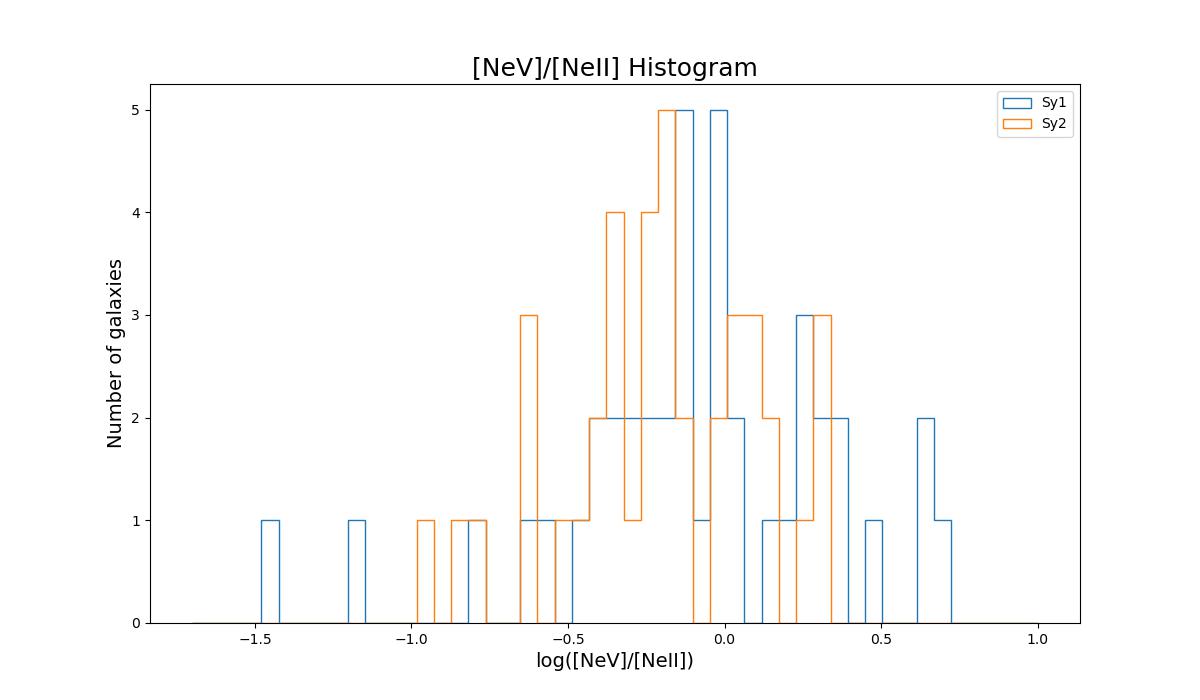 [NeV]/[NeII] Histogram
Sy1
Sy2
5
4
3
2
1
0
Number of galaxies
−1.5 −1.0 −0.5 0.0 0.5 1.0
log([NeV]/[NeII])